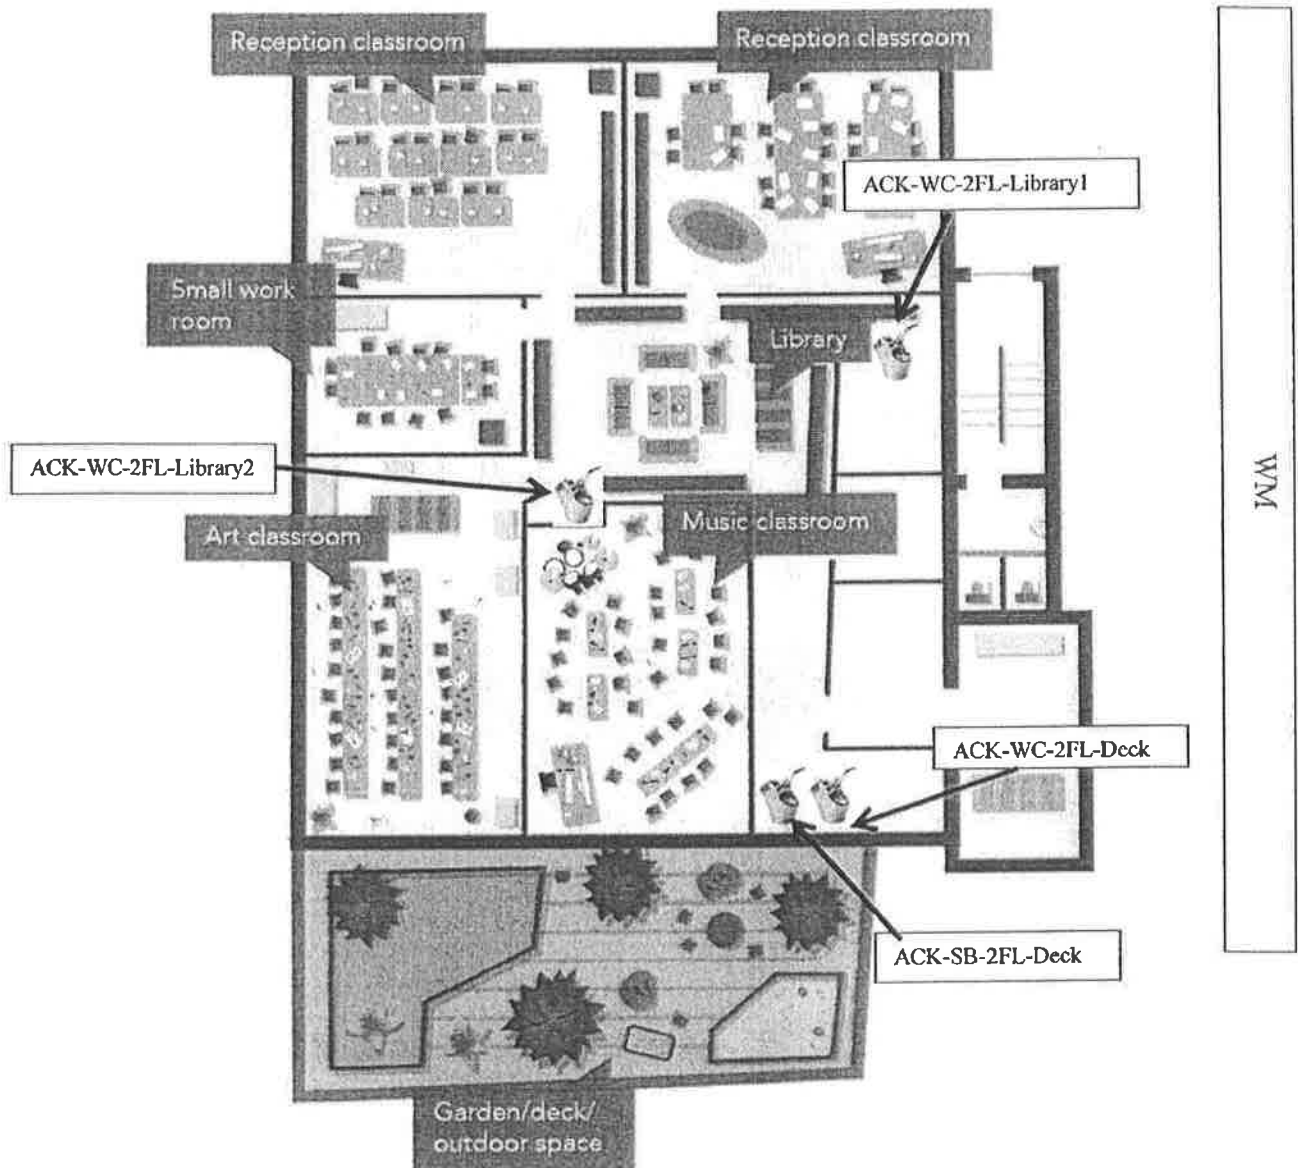 Reception classroom
Reception classroom
ACK-WC-2FL-Library1
Small work
room
Library
ACK-WC-2FL-Library2
Art classroom
Music classroom
WM
ACK-WC-2FL-Deck
ACK-SB-2FL-Deck
Garden/deck/
outdoor space